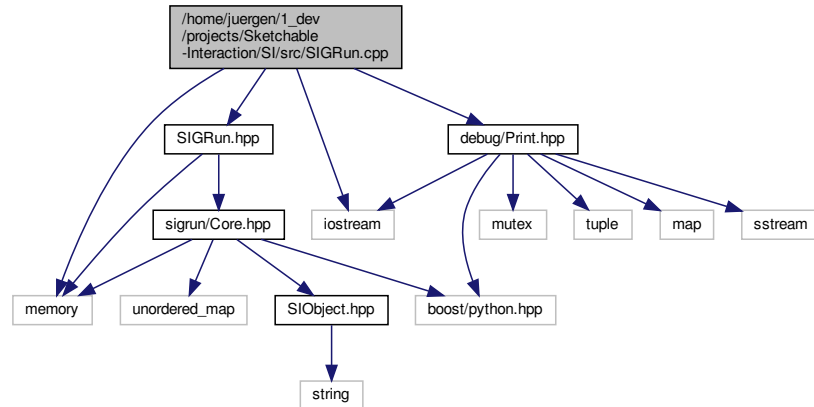 /home/juergen/1_dev
/projects/Sketchable
-Interaction/SI/src/SIGRun.cpp
SIGRun.hpp
debug/Print.hpp
sigrun/Core.hpp
iostream
mutex
tuple
map
sstream
memory
unordered_map
SIObject.hpp
boost/python.hpp
string